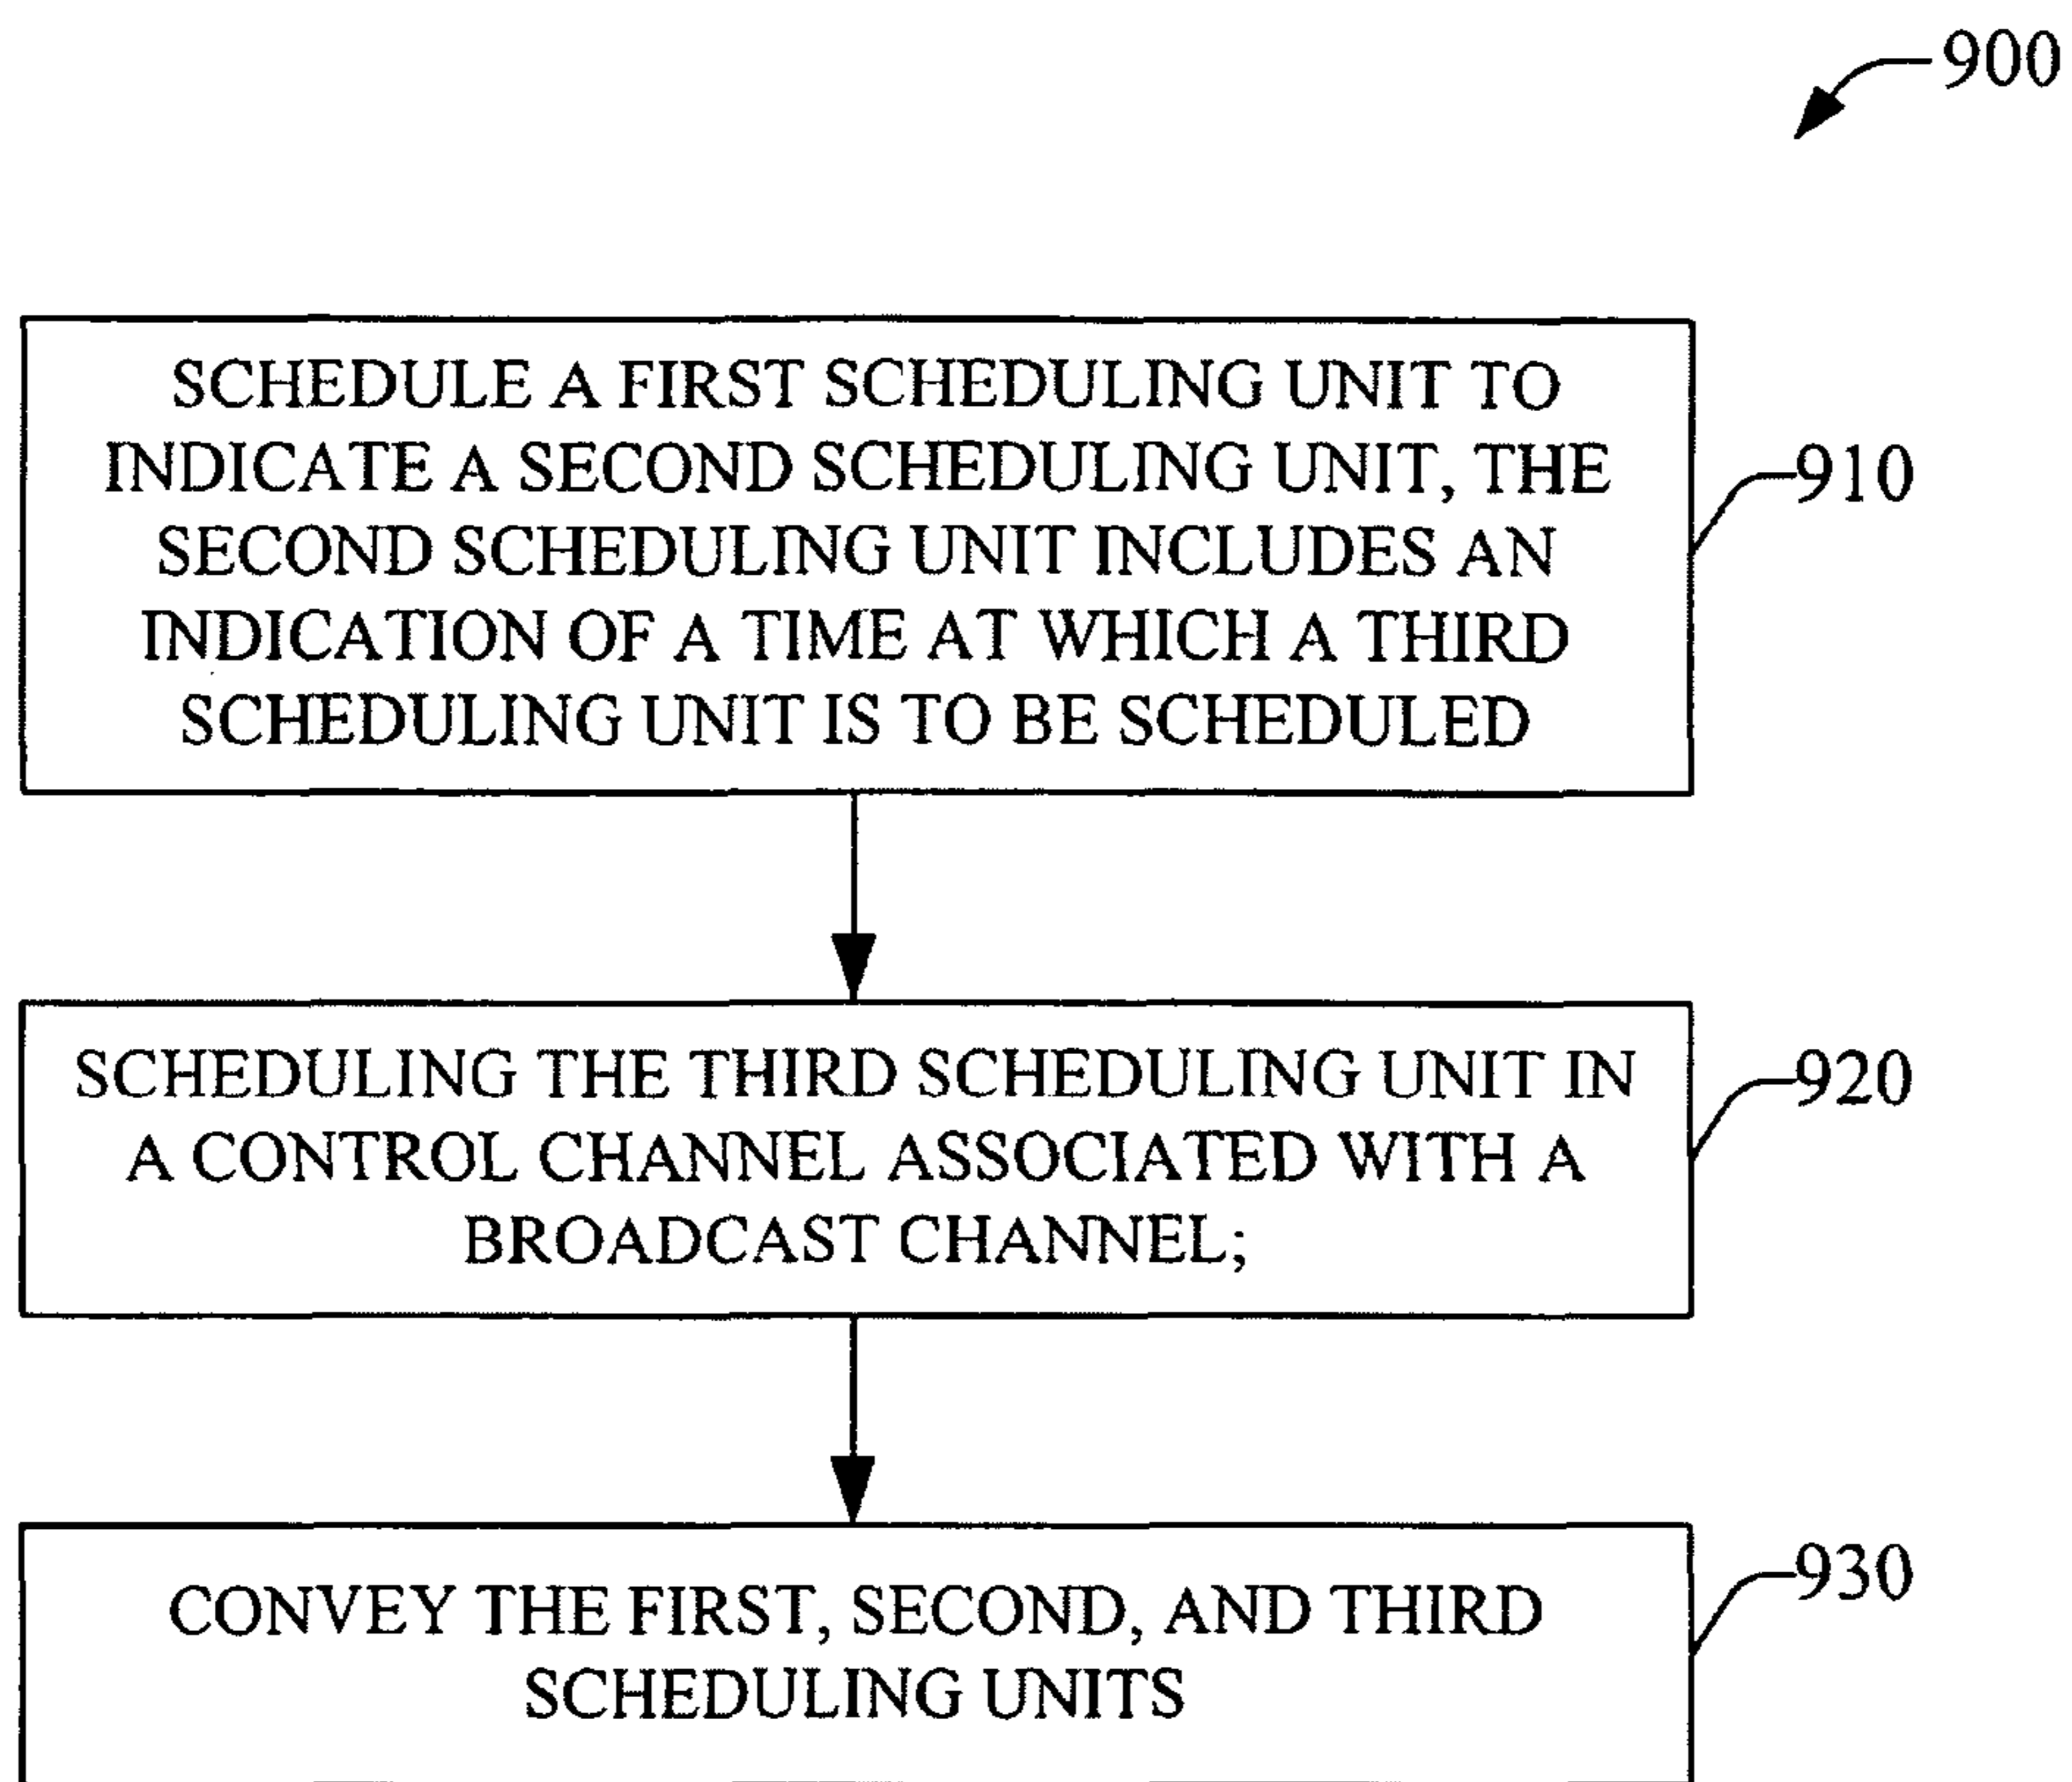 900
SCHEDULE A FIRST SCHEDULING UNIT TO
INDICATE A SECOND SCHEDULING UNIT, THE
SECOND SCHEDULING UNIT INCLUDES AN
INDICATION OF A TIME AT WHICH A THIRD
SCHEDULING UNIT IS TO BE SCHEDULED
910
SCHEDULING THE THIRD SCHEDULING UNIT IN
A CONTROL CHANNEL ASSOCIATED WITH A
BROADCAST CHANNEL;
920
CONVEY THE FIRST, SECOND, AND THIRD
SCHEDULING UNITS
930